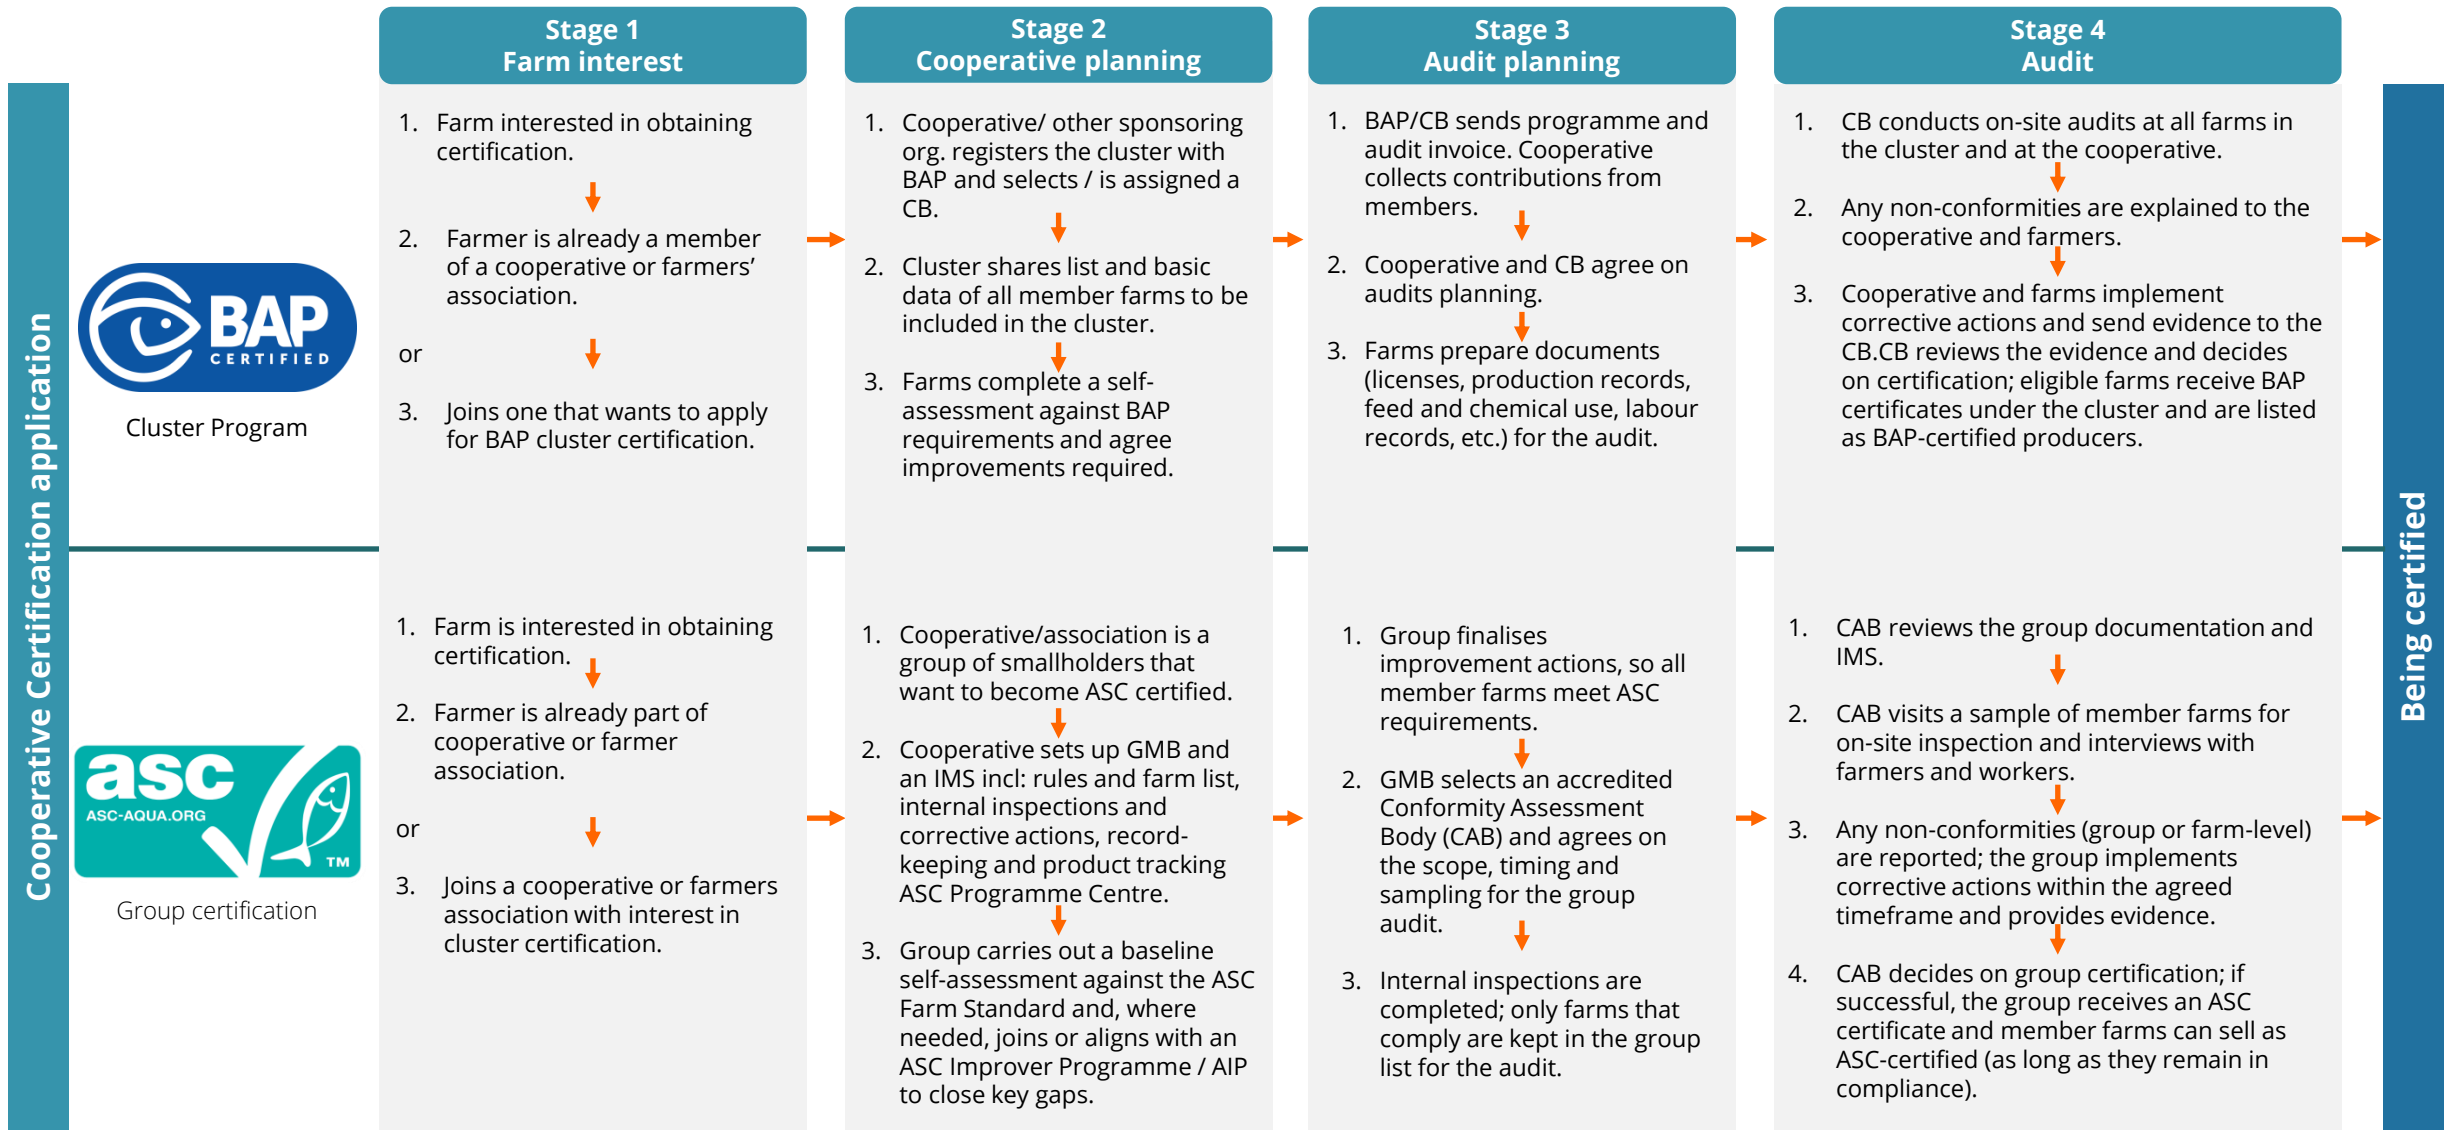 Stage 1
Farm interest
Stage 2
Cooperative planning
Stage 3
Audit planning
Stage 4
Audit
Cooperative Certification application
BAP
CERTIFIED
Cluster Program
1. Farm interested in obtaining
certification.
2. Farmer is already a member
of a cooperative or farmers’
association.
or
3. Joins one that wants to apply
for BAP cluster certification.
1. Cooperative/ other sponsoring
org. registers the cluster with
BAP and selects / is assigned a
CB.
2. Cluster shares list and basic
data of all member farms to be
included in the cluster.
3. Farms complete a self-
assessment against BAP
requirements and agree
improvements required.
1. BAP/CB sends programme and
audit invoice. Cooperative
collects contributions from
members.
2. Cooperative and CB agree on
audits planning.
3. Farms prepare documents
(licenses, production records,
feed and chemical use, labour
records, etc.) for the audit.
1. CB conducts on-site audits at all farms in
the cluster and at the cooperative.
2. Any non-conformities are explained to the
cooperative and farmers.
3. Cooperative and farms implement
corrective actions and send evidence to the
CB.CB reviews the evidence and decides
on certification; eligible farms receive BAP
certificates under the cluster and are listed
as BAP-certified producers.
asc
ASC-AQUA.ORG
TM
Group certification
1. Farm is interested in obtaining
certification.
2. Farmer is already part of
cooperative or farmer
association.
or
3. Joins a cooperative or farmers
association with interest in
cluster certification.
1. Cooperative/association is a
group of smallholders that
want to become ASC certified.
2. Cooperative sets up GMB and
an IMS incl: rules and farm list,
internal inspections and
corrective actions, record-
keeping and product tracking
ASC Programme Centre.
3. Group carries out a baseline
self-assessment against the ASC
Farm Standard and, where
needed, joins or aligns with an
ASC Improver Programme / AIP
to close key gaps.
1. Group finalises
improvement actions, so all
member farms meet ASC
requirements.
2. GMB selects an accredited
Conformity Assessment
Body (CAB) and agrees on
the scope, timing and
sampling for the group
audit.
3. Internal inspections are
completed; only farms that
comply are kept in the group
list for the audit.
1. CAB reviews the group documentation and
IMS.
2. CAB visits a sample of member farms for
on-site inspection and interviews with
farmers and workers.
3. Any non-conformities (group or farm-level)
are reported; the group implements
corrective actions within the agreed
timeframe and provides evidence.
4. CAB decides on group certification; if
successful, the group receives an ASC
certificate and member farms can sell as
ASC-certified (as long as they remain in
compliance).
Being certified